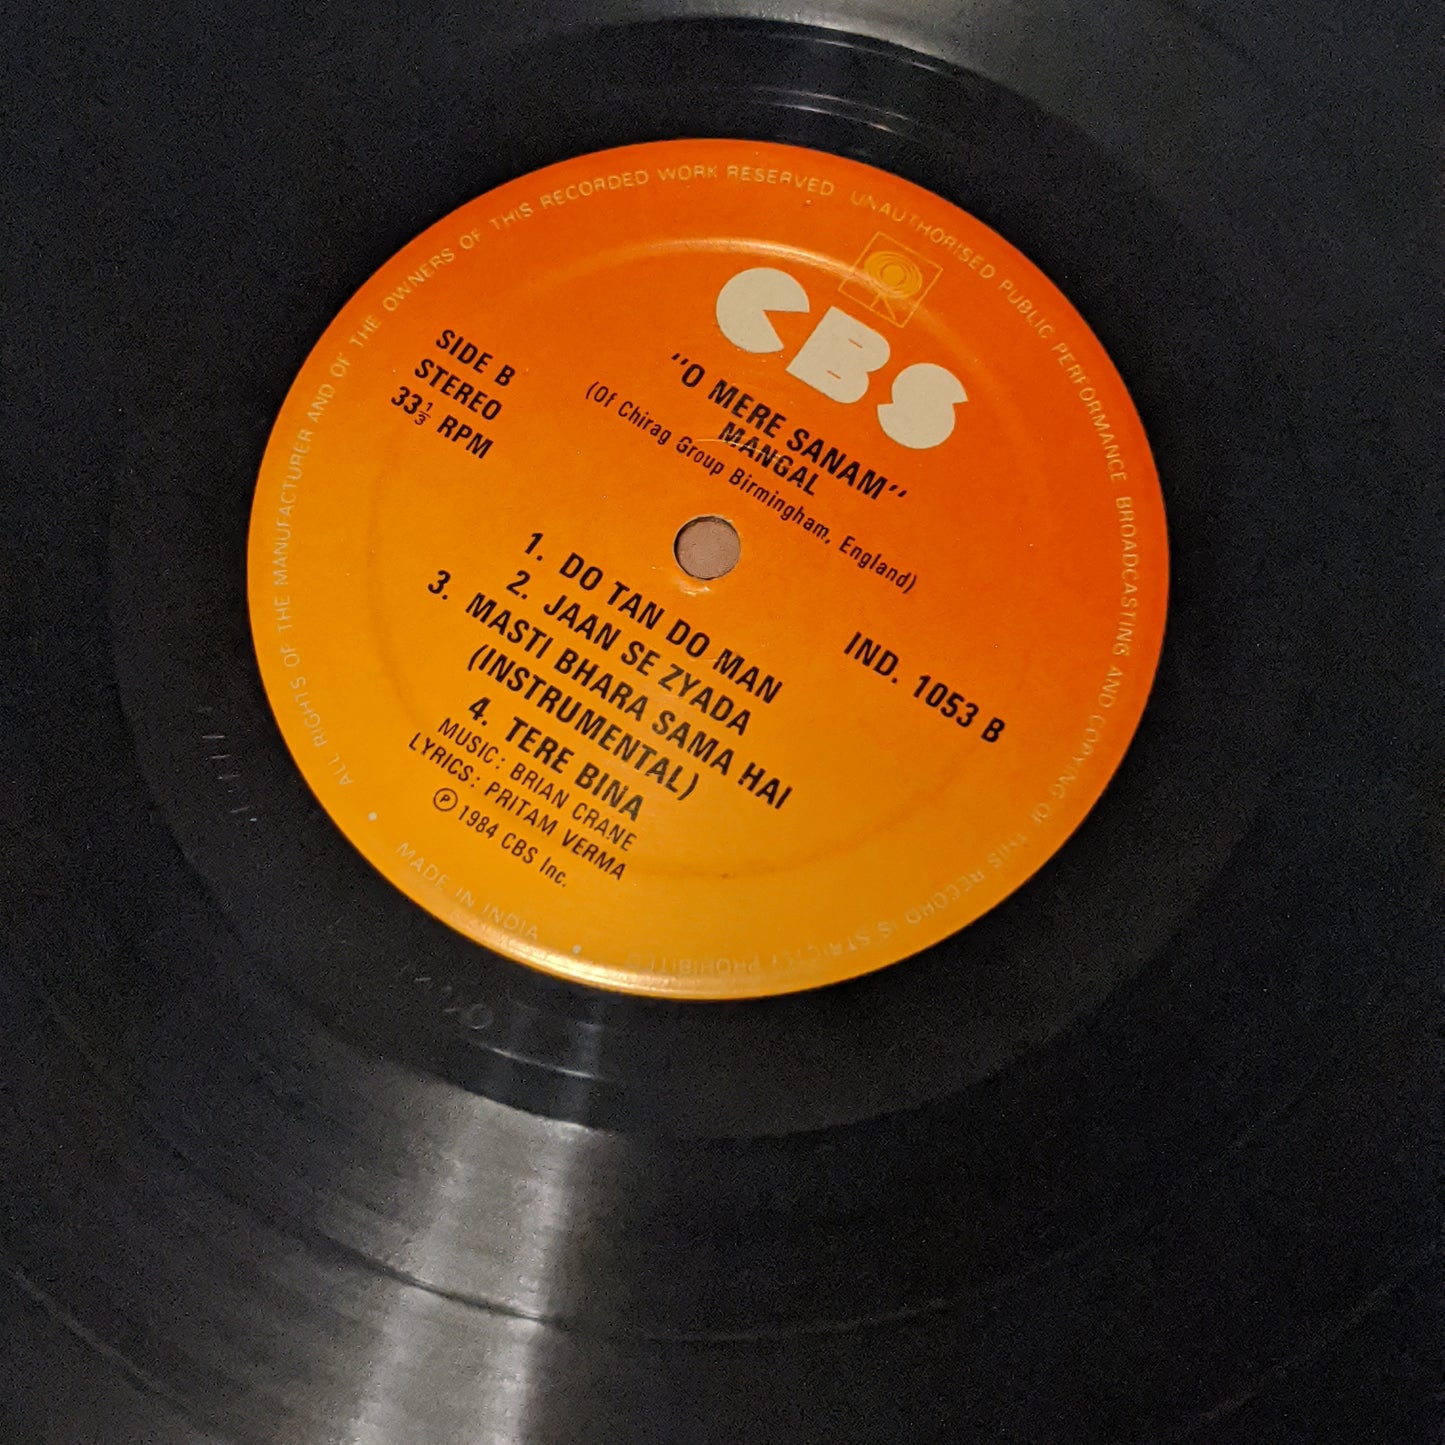 CBS
"O MERE SANAM"
MANGAL
(Of Chirag Group Birmingham, England)
SIDE B
STEREO
33⅓ RPM
IND. 1053 B
1. DO TAN DO MAN
2. JAAN SE ZYADA
3. MASTI BHARA SAMA HAI
(INSTRUMENTAL)
4. TERE BINA
MUSIC: BRIAN CRANE
LYRICS: PRITAM VERMA
Ⓟ 1984 CBS Inc.
ALL RIGHTS OF THE MANUFACTURER AND OF THE OWNERS OF THIS RECORDED WORK RESERVED UNAUTHORISED PUBLIC PERFORMANCE BROADCASTING AND COPYING OF THIS RECORD IS STRICTLY PROHIBITED
• MADE IN INDIA •